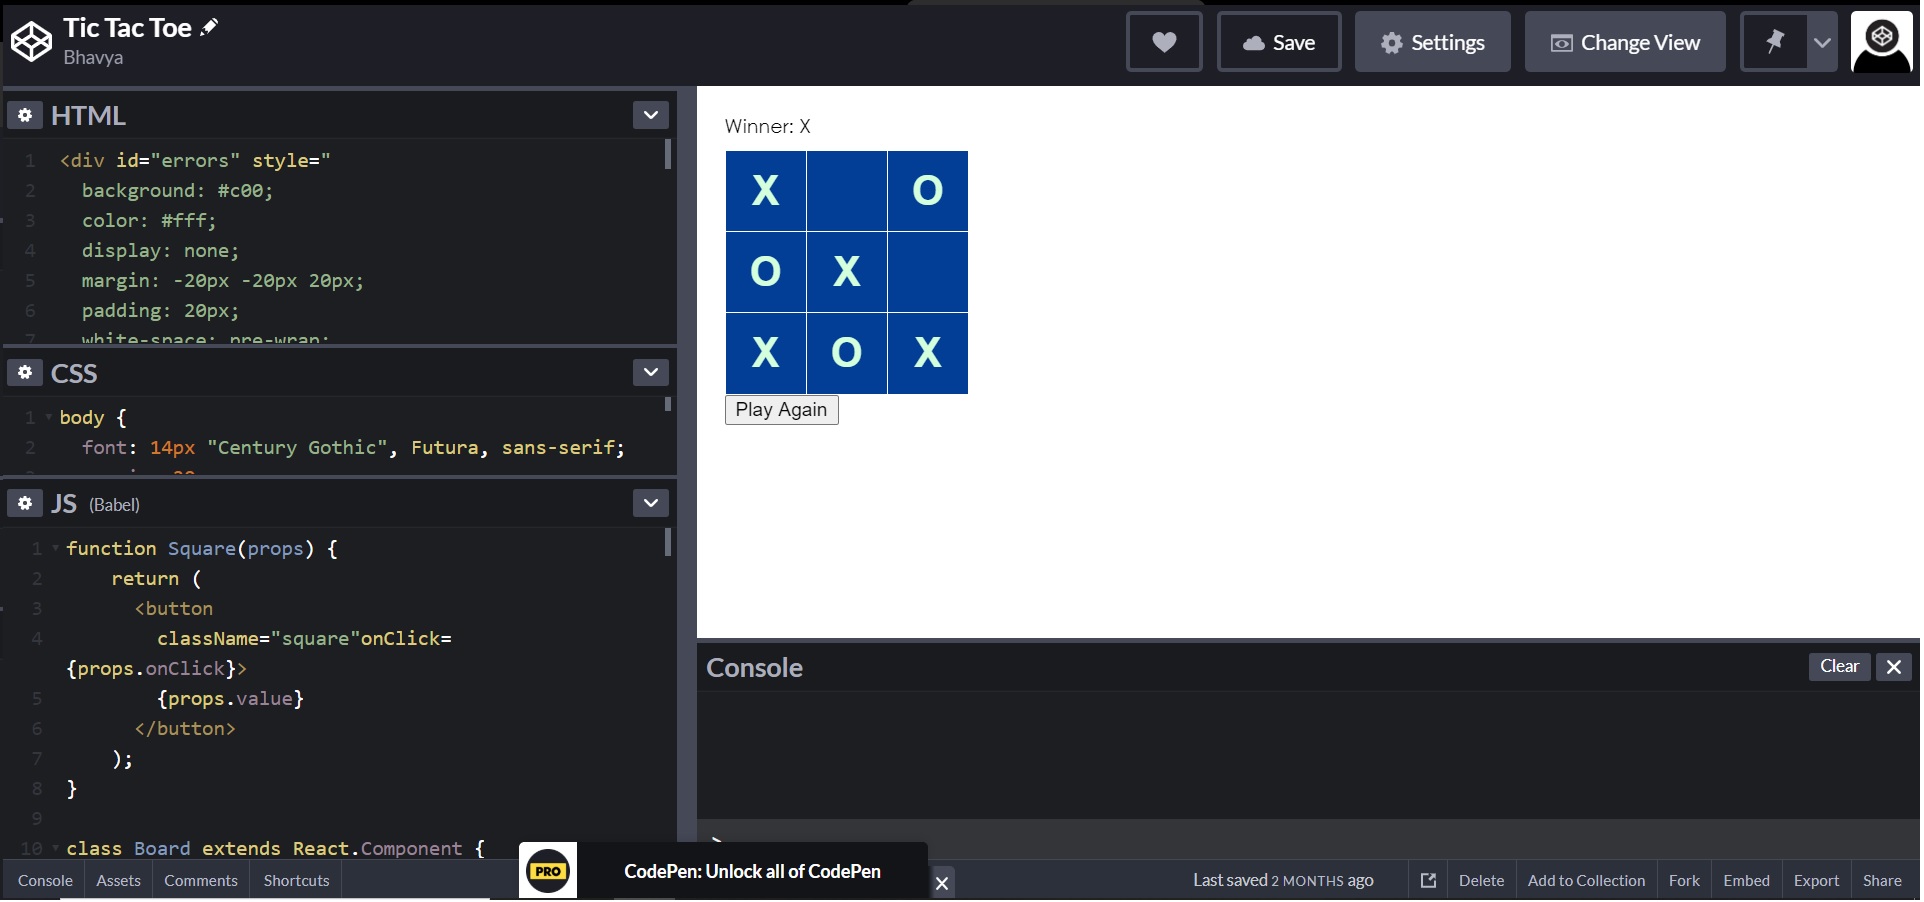 Tic Tac Toe
Bhavya
Save
Settings
Change View
HTML
1 <div id="errors" style="
2 background: #c00;
3 color: #fff;
4 display: none;
5 margin: -20px -20px 20px;
6 padding: 20px;
7 white-space: pre-wrap;
CSS
1 body {
2 font: 14px "Century Gothic", Futura, sans-serif;
JS (Babel)
1 function Square(props) {
2 return (
3 <button
4 className="square"onClick=
{props.onClick}>
5 {props.value}
6 </button>
7 );
8 }
9
10 class Board extends React.Component {
Winner: X
X O
O X
X O X
Play Again
Console
Clear
>
PRO
CodePen: Unlock all of CodePen
Console
Assets
Comments
Shortcuts
Last saved 2 MONTHS ago
Delete
Add to Collection
Fork
Embed
Export
Share